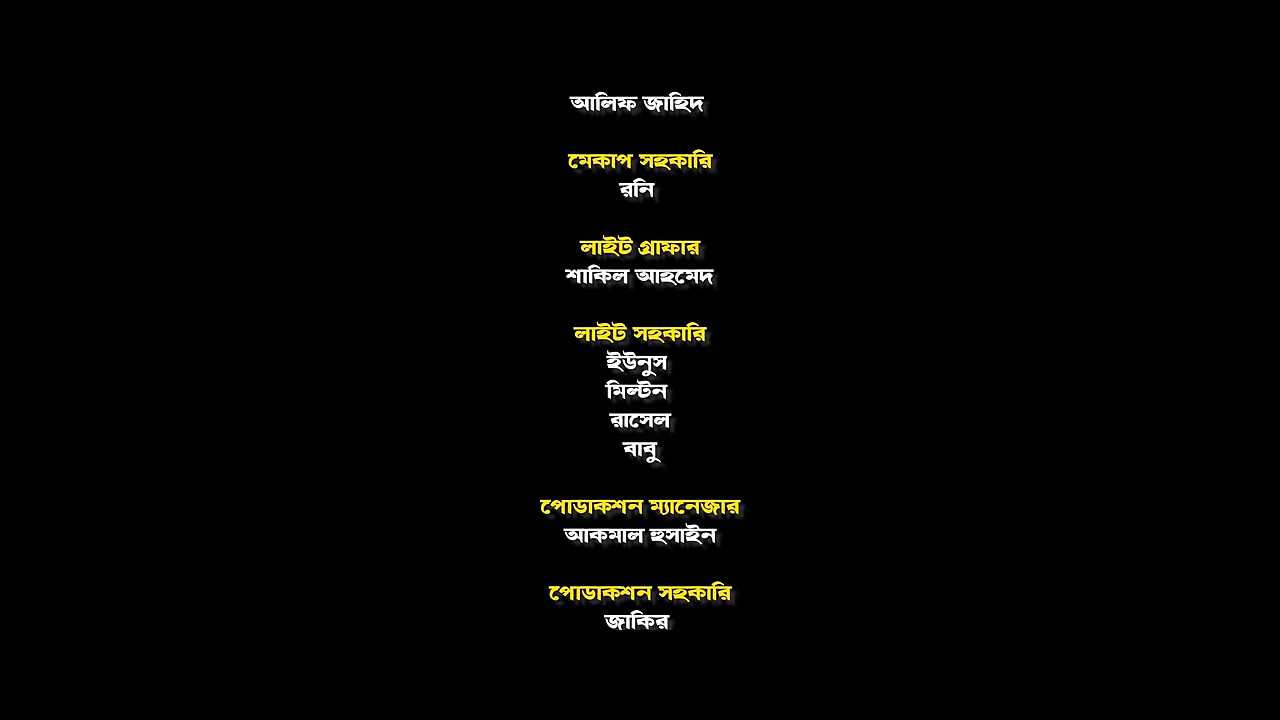 আলিফ জাহিদ
মেকাপ সহকারি
রনি
লাইট গ্রাফার
শাকিল আহমেদ
লাইট সহকারি
ইউনুস
মিল্টন
রাসেল
বাবু
পোডাকশন ম্যানেজার
আকমাল হুসাইন
পোডাকশন সহকারি
জাকির